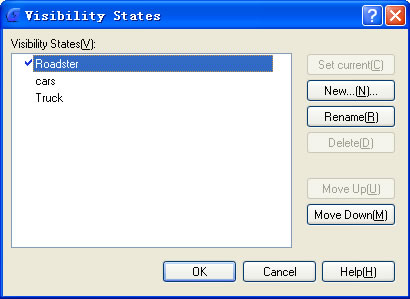 Visibility States
Visibility States(V):
Roadster
cars
Truck
Set current(C)
New...(N)...
Rename(R)
Delete(D)
Move Up(U)
Move Down(M)
OK
Cancel
Help(H)